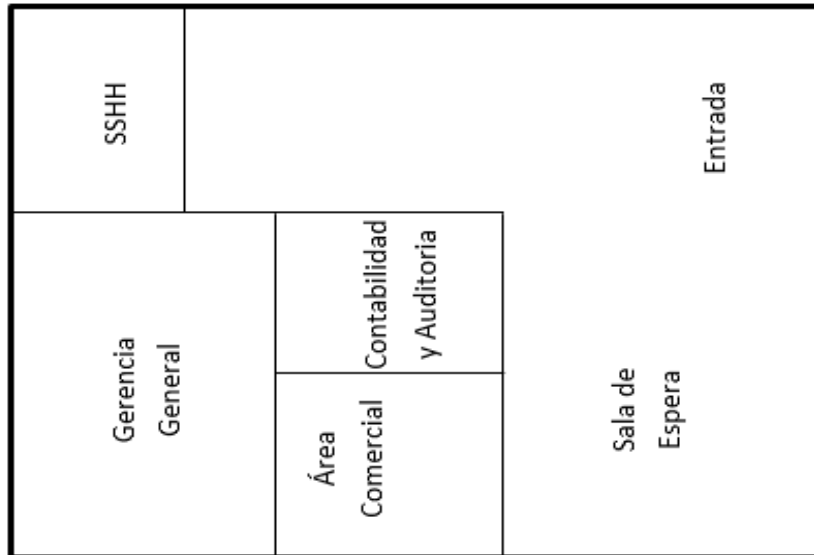 Gerencia
General
SSHH
Área
Comercial
Contabilidad
y Auditoria
Sala de
Espera
Entrada